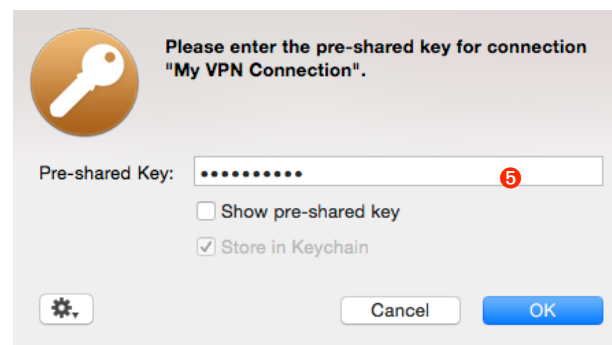 Please enter the pre-shared key for connection
"My VPN Connection".
Pre-shared Key: ••••••••••
5
Show pre-shared key
Store in Keychain
Cancel
OK